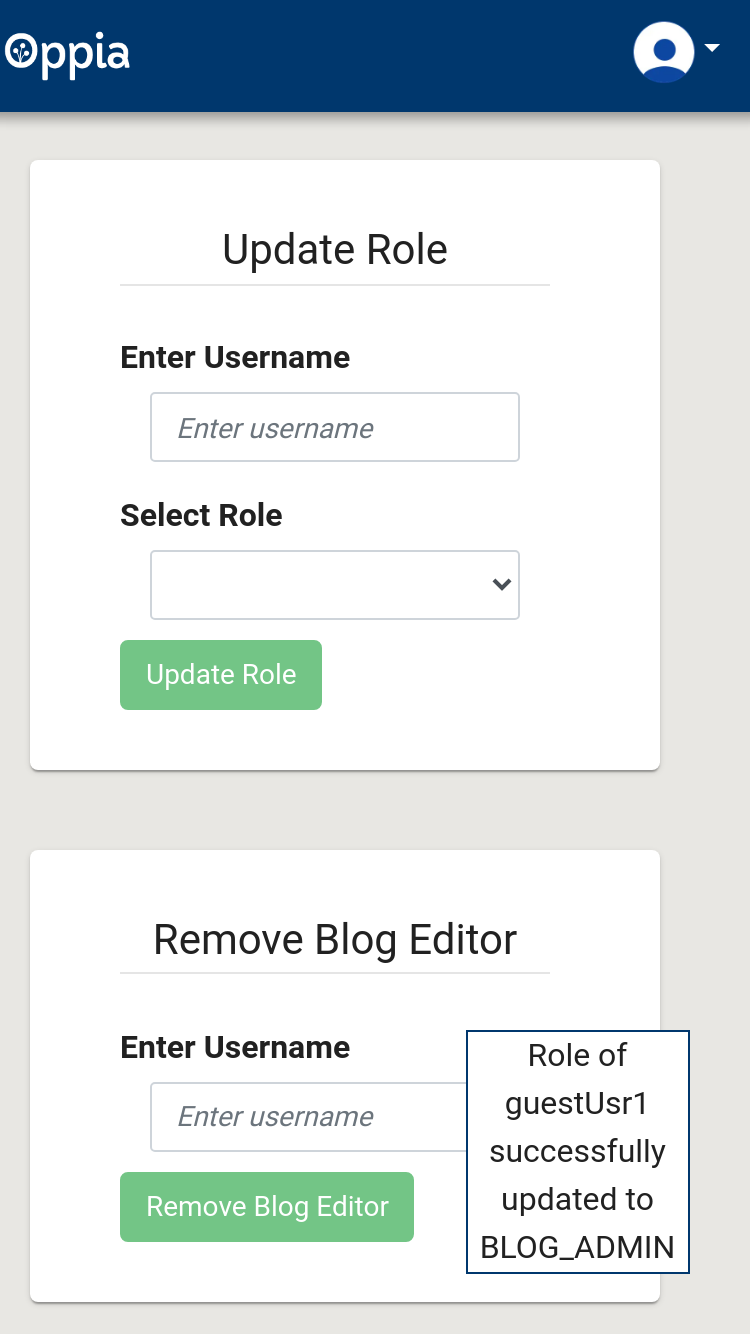 Oppia
Update Role
Enter Username
Enter username
Select Role
Update Role
Remove Blog Editor
Enter Username
Enter username
Remove Blog Editor
Role of
guestUsr1
successfully
updated to
BLOG_ADMIN